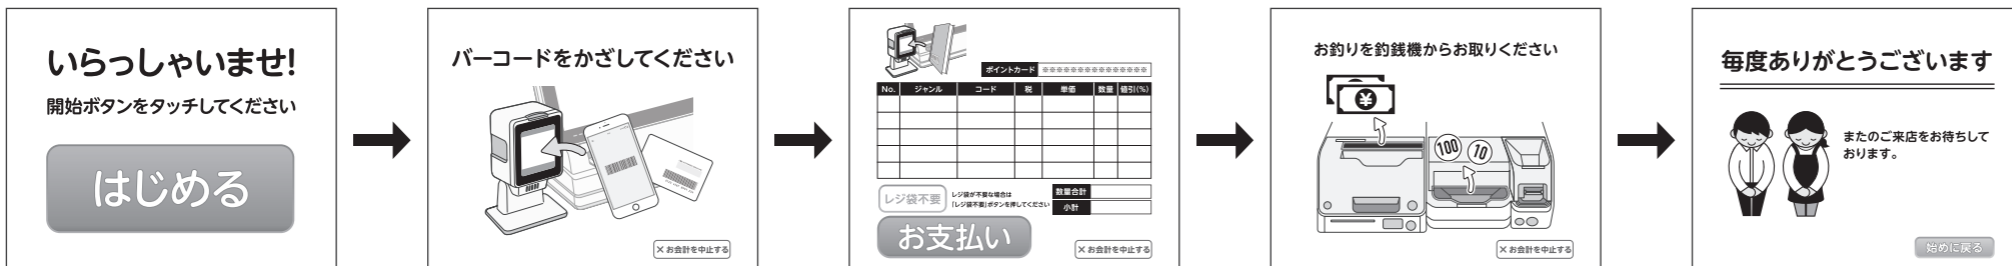 いらっしゃいませ!
開始ボタンをタッチしてください
はじめる
バーコードをかざしてください
× お会計を中止する
ポイントカード ※※※※※※※※※※※※※※※
No. ジャンル コード 税 単価 数量 値引(%)
レジ袋不要
レジ袋が不要な場合は
「レジ袋不要」ボタンを押してください
数量合計
小計
お支払い
× お会計を中止する
お釣りを釣銭機からお取りください
¥
100 10
× お会計を中止する
毎度ありがとうございます
またのご来店をお待ちして
おります。
始めに戻る